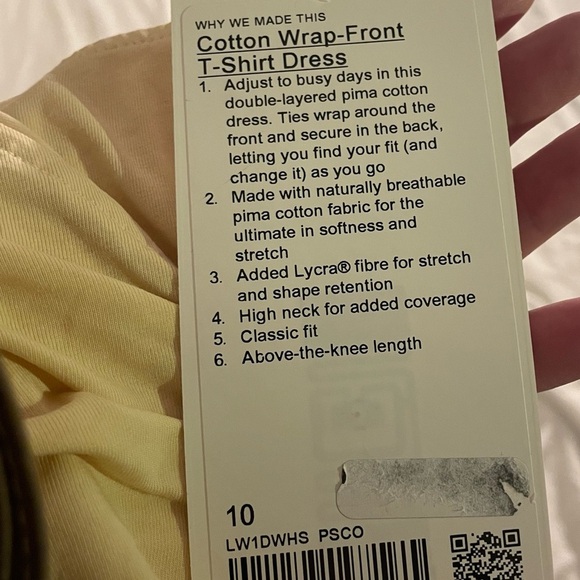 WHY WE MADE THIS
Cotton Wrap-Front
T-Shirt Dress
1. Adjust to busy days in this
double-layered pima cotton
dress. Ties wrap around the
front and secure in the back,
letting you find your fit (and
change it) as you go
2. Made with naturally breathable
pima cotton fabric for the
ultimate in softness and
stretch
3. Added Lycra® fibre for stretch
and shape retention
4. High neck for added coverage
5. Classic fit
6. Above-the-knee length
10
LW1DWHS PSCO